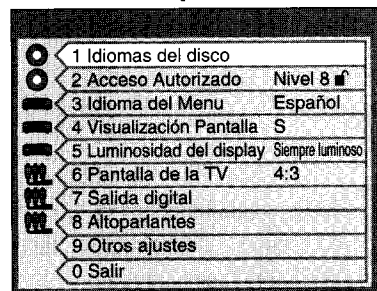 1 Idiomas del disco
2 Acceso Autorizado Nivel 8
3 Idioma del Menu Español
4 Visualización Pantalla S
5 Luminosidad del display Siempre luminoso
6 Pantalla de la TV 4:3
7 Salida digital
8 Altoparlantes
9 Otros ajustes
0 Salir